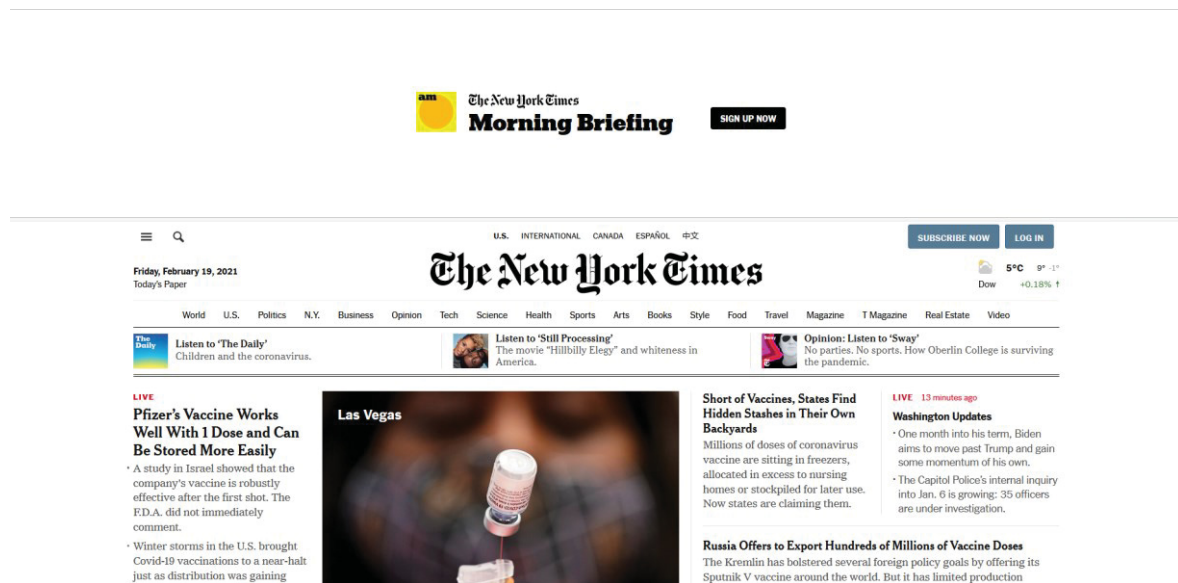 am
The New York Times
Morning Briefing
SIGN UP NOW
U.S. INTERNATIONAL CANADA ESPAÑOL 中文
SUBSCRIBE NOW LOG IN
The New York Times
Friday, February 19, 2021
Today's Paper
5°C 9° -1°
Dow +0.18% ↑
World U.S. Politics N.Y. Business Opinion Tech Science Health Sports Arts Books Style Food Travel Magazine T Magazine Real Estate Video
The
Daily
Listen to ‘The Daily’
Children and the coronavirus.
Listen to ‘Still Processing’
The movie “Hillbilly Elegy” and whiteness in
America.
Opinion: Listen to ‘Sway’
No parties. No sports. How Oberlin College is surviving
the pandemic.
LIVE
Pfizer’s Vaccine Works
Well With 1 Dose and Can
Be Stored More Easily
• A study in Israel showed that the
company’s vaccine is robustly
effective after the first shot. The
F.D.A. did not immediately
comment.
• Winter storms in the U.S. brought
Covid-19 vaccinations to a near-halt
just as distribution was gaining
Las Vegas
Short of Vaccines, States Find
Hidden Stashes in Their Own
Backyards
Millions of doses of coronavirus
vaccine are sitting in freezers,
allocated in excess to nursing
homes or stockpiled for later use.
Now states are claiming them.
LIVE 13 minutes ago
Washington Updates
• One month into his term, Biden
aims to move past Trump and gain
some momentum of his own.
• The Capitol Police’s internal inquiry
into Jan. 6 is growing: 35 officers
are under investigation.
Russia Offers to Export Hundreds of Millions of Vaccine Doses
The Kremlin has bolstered several foreign policy goals by offering its
Sputnik V vaccine around the world. But it has limited production